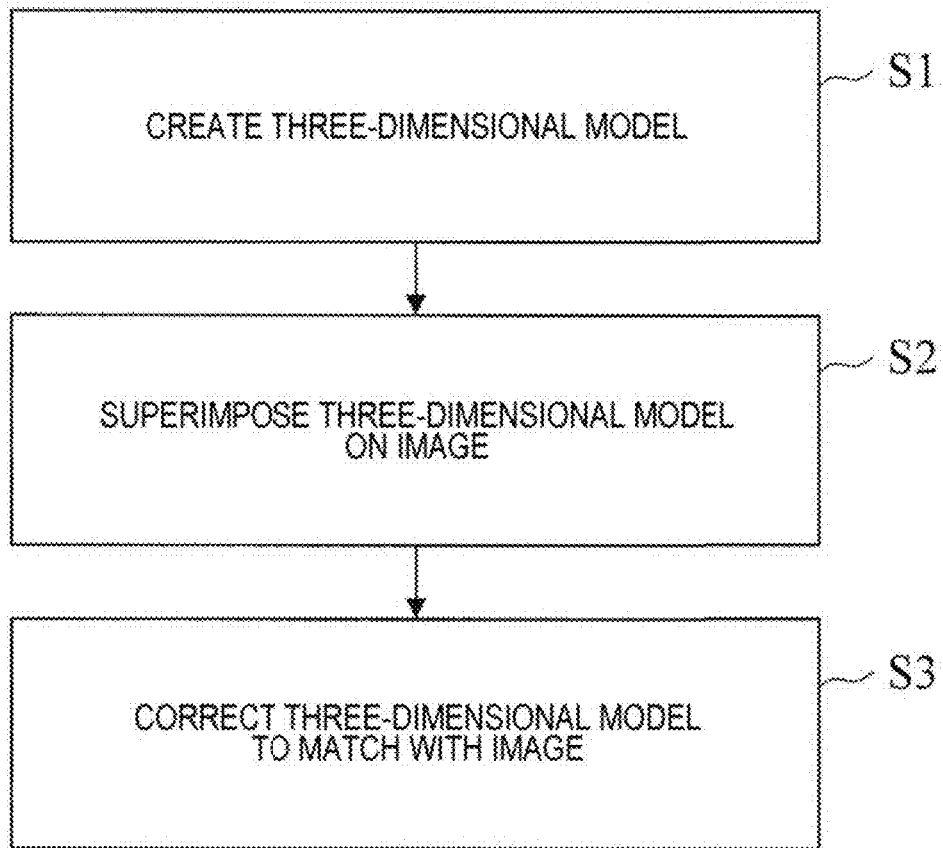 CREATE THREE-DIMENSIONAL MODEL
S1
SUPERIMPOSE THREE-DIMENSIONAL MODEL
ON IMAGE
S2
CORRECT THREE-DIMENSIONAL MODEL
TO MATCH WITH IMAGE
S3